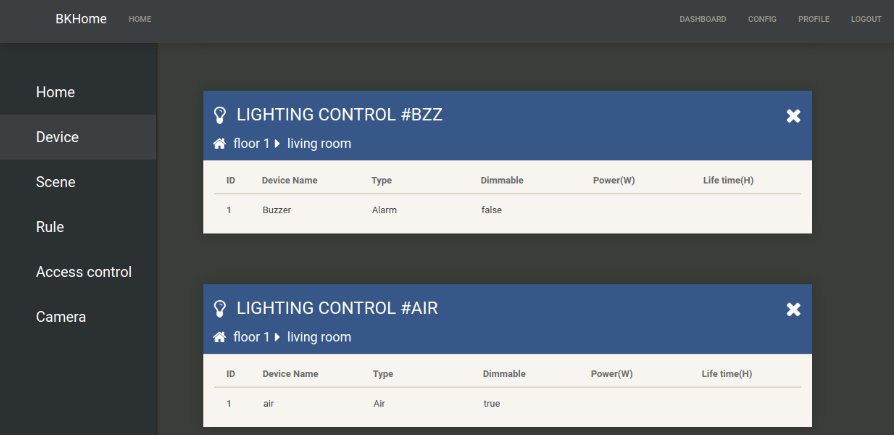 BKHome HOME DASHBOARD CONFIG PROFILE LOGOUT
Home
Device
Scene
Rule
Access control
Camera
LIGHTING CONTROL #BZZ
floor 1 living room
ID Device Name Type Dimmable Power(W) Life time(H)
1 Buzzer Alarm false
LIGHTING CONTROL #AIR
floor 1 living room
ID Device Name Type Dimmable Power(W) Life time(H)
1 air Air true